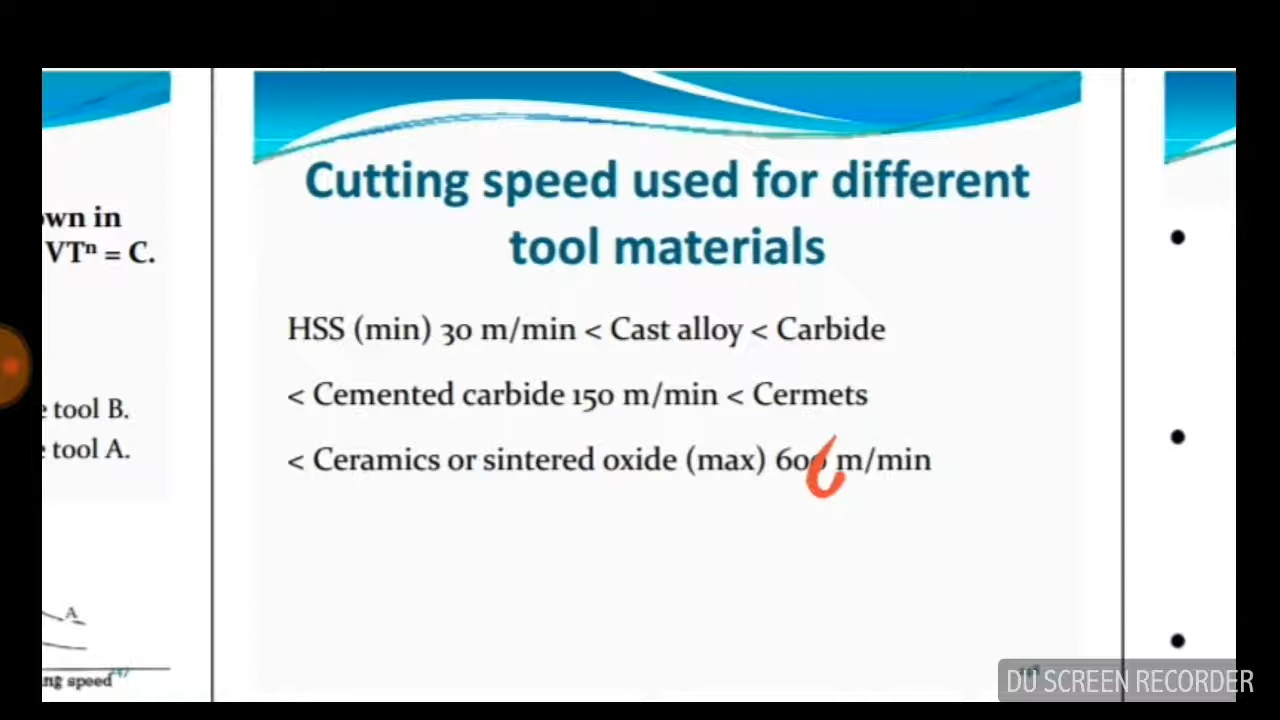 own in
VTⁿ = C.
e tool B.
e tool A.
A
ng speed
Cutting speed used for different
tool materials
HSS (min) 30 m/min < Cast alloy < Carbide
< Cemented carbide 150 m/min < Cermets
< Ceramics or sintered oxide (max) 600 m/min
DU SCREEN RECORDER